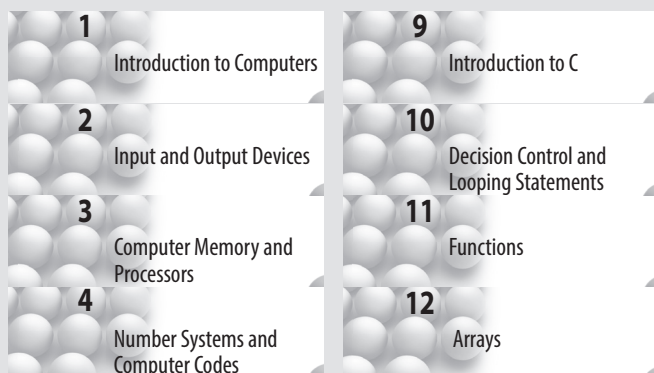 1
Introduction to Computers
2
Input and Output Devices
3
Computer Memory and
Processors
4
Number Systems and
Computer Codes
9
Introduction to C
10
Decision Control and
Looping Statements
11
Functions
12
Arrays